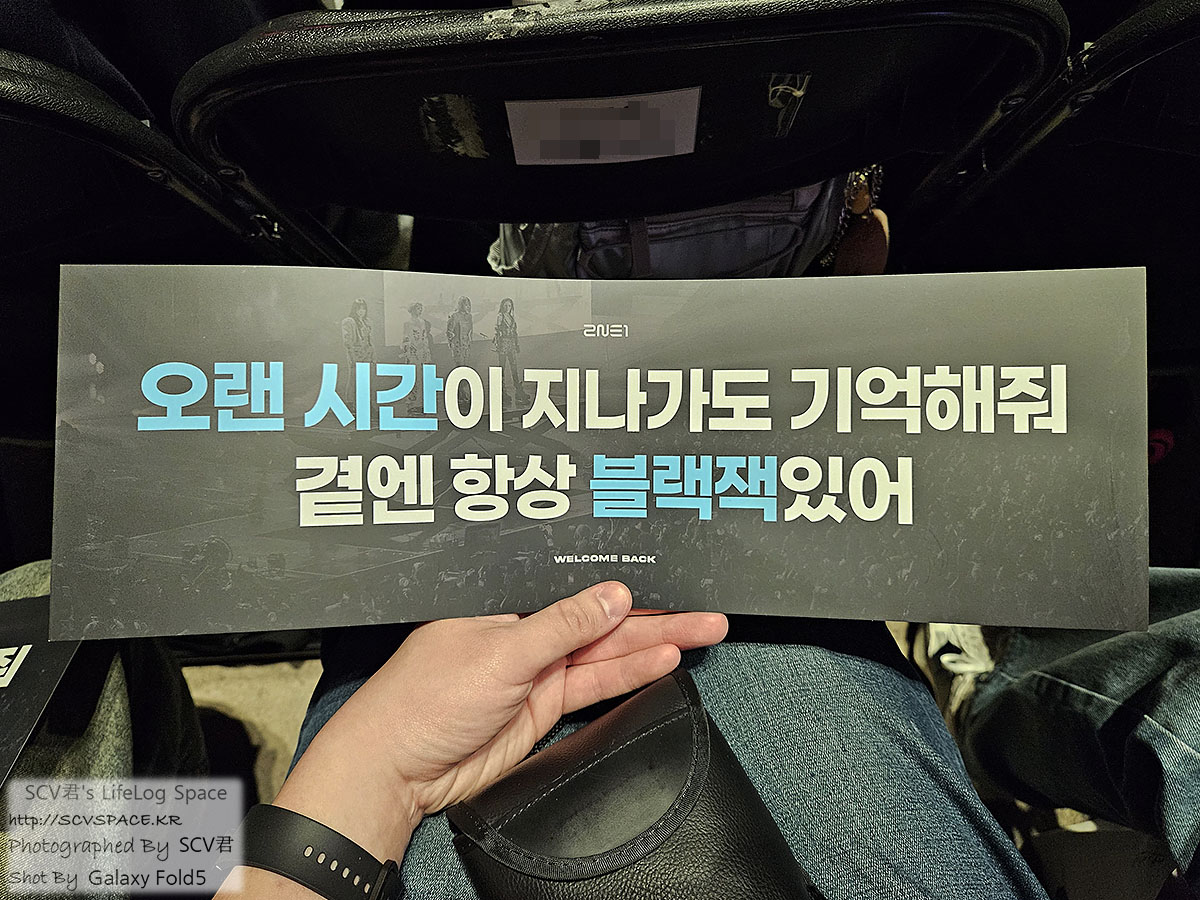 2NE1
오랜 시간이 지나가도 기억해줘
곁엔 항상 블랙잭있어
WELCOME BACK
SCV君's LifeLog Space
http://SCVSPACE.KR
Photographed By SCV君
Shot By Galaxy Fold5